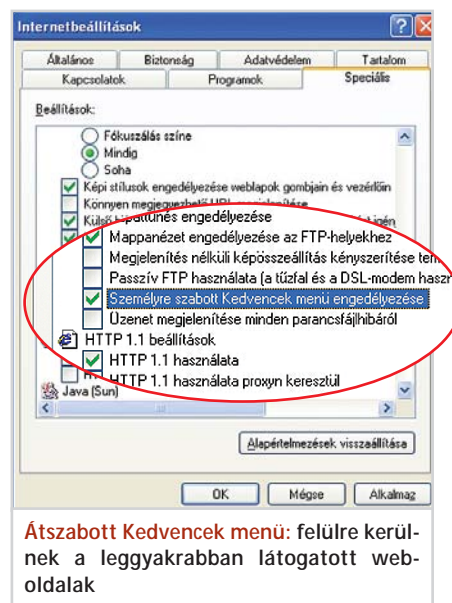 Internetbeállítások
Általános Biztonság Adatvédelem Tartalom
Kapcsolatok Programok Speciális
Beállítások:
Fókuszálás színe
Mindig
Soha
Képi stílusok engedélyezése weblapok gombjain és vezérlőin
Könnyen
Külső
engedélyezése
Mappanézet engedélyezése az FTP-helyekhez
Megjelenítés nélküli képösszeállítás kényszerítése
Passzív FTP használata (a tűzfal és a DSL-modem
Személyre szabott Kedvencek menü engedélyezése
Üzenet megjelenítése minden parancsfájlhibáról
HTTP 1.1 beállítások
HTTP 1.1 használata
HTTP 1.1 használata proxyn keresztül
Java (Sun)
Alapértelmezések visszaállítása
OK Mégse Alkalmaz
Átszabott Kedvencek menü: felülre kerül-
nek a leggyakrabban látogatott web-
oldalak